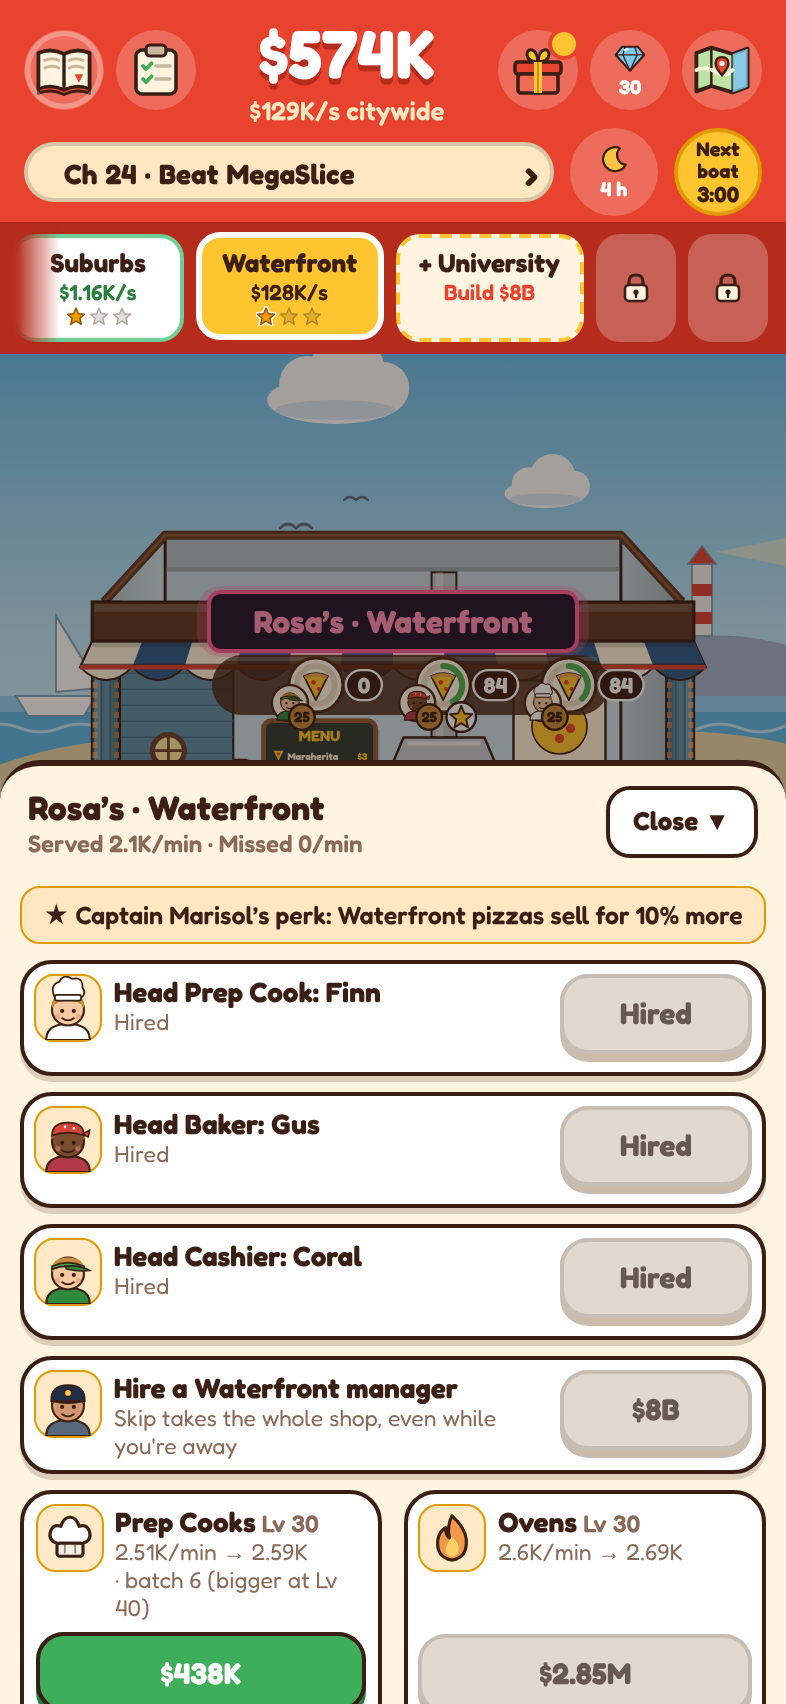 $574K
$129K/s citywide
30
Ch 24 · Beat MegaSlice
4 h
Next
boat
3:00
Suburbs
$1.16K/s
Waterfront
$128K/s
+ University
Build $8B
Rosa's · Waterfront
0
84
84
25
25
25
MENU
Margherita $3
Rosa's · Waterfront
Served 2.1K/min · Missed 0/min
Close ▼
★ Captain Marisol's perk: Waterfront pizzas sell for 10% more
Head Prep Cook: Finn
Hired
Hired
Head Baker: Gus
Hired
Hired
Head Cashier: Coral
Hired
Hired
Hire a Waterfront manager
Skip takes the whole shop, even while
you're away
$8B
Prep Cooks Lv 30
2.51K/min → 2.59K
· batch 6 (bigger at Lv
40)
$438K
Ovens Lv 30
2.6K/min → 2.69K
$2.85M